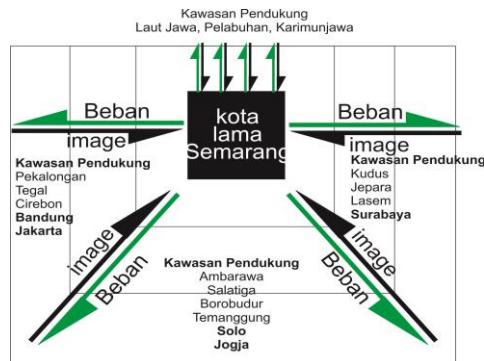 Kawasan Pendukung
Laut Jawa, Pelabuhan, Karimunjawa
Beban
image
kota
lama
Semarang
Beban
image
Kawasan Pendukung
Pekalongan
Tegal
Cirebon
Bandung
Jakarta
Kawasan Pendukung
Kudus
Jepara
Lasem
Surabaya
image
Beban
Kawasan Pendukung
Ambarawa
Salatiga
Borobudur
Temanggung
Solo
Jogja
image
Beban